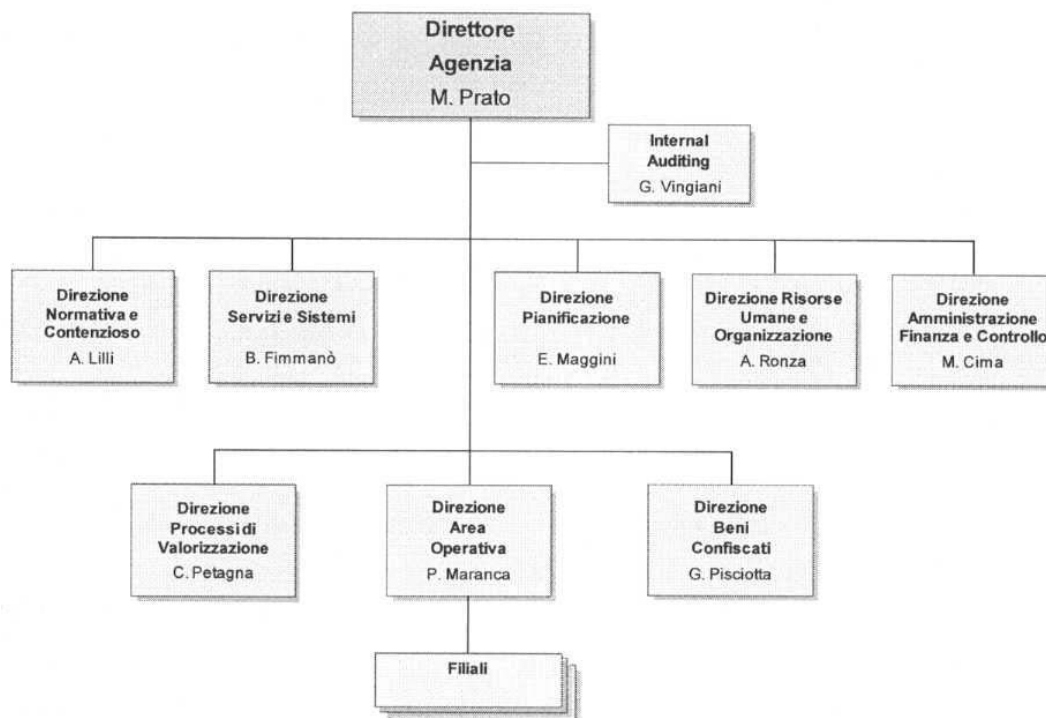 Direttore
Agenzia
M. Prato
Internal
Auditing
G. Vingiani
Direzione
Normativa e
Contenzioso
A. Lilli
Direzione
Servizi e Sistemi
B. Fimmanò
Direzione
Pianificazione
E. Maggini
Direzione Risorse
Umane e
Organizzazione
A. Ronza
Direzione
Amministrazione
Finanza e Controllo
M. Cima
Direzione
Processi di
Valorizzazione
C. Petagna
Direzione
Area
Operativa
P. Maranca
Direzione
Beni
Confiscati
G. Pisciotta
Filiali